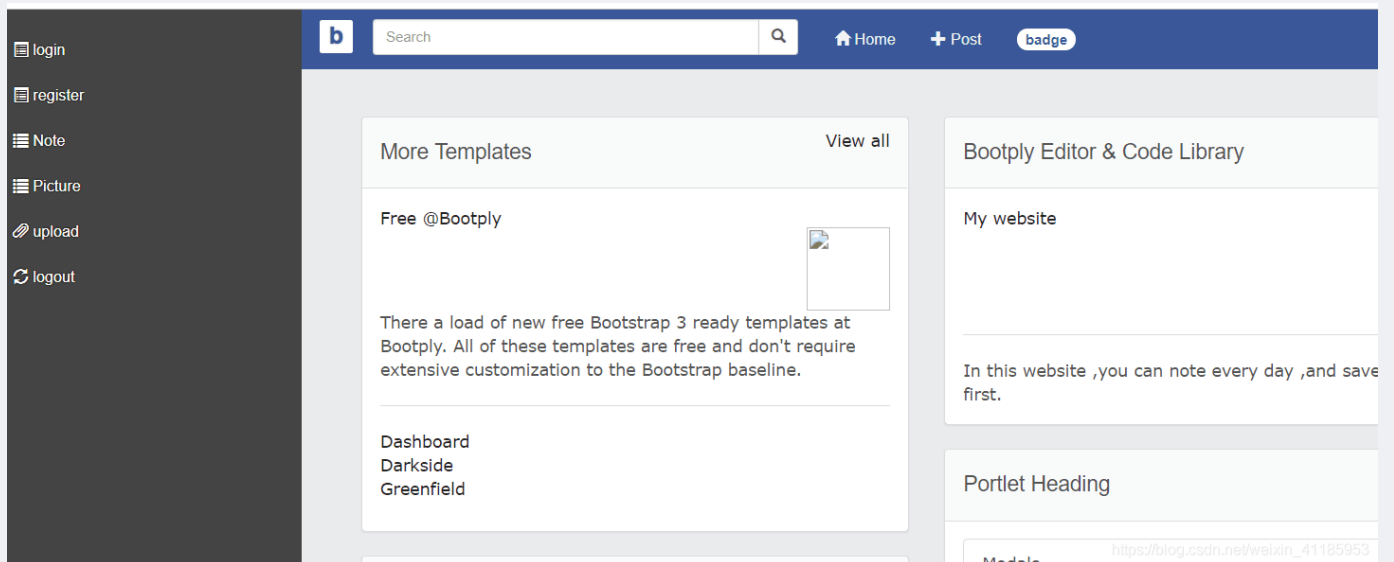 login
register
Note
Picture
upload
logout
b
Search
Home
Post
badge
More Templates
View all
Free @Bootply
There a load of new free Bootstrap 3 ready templates at
Bootply. All of these templates are free and don't require
extensive customization to the Bootstrap baseline.
Dashboard
Darkside
Greenfield
Bootply Editor & Code Library
My website
In this website ,you can note every day ,and save
first.
Portlet Heading
Modals
https://blog.csdn.net/weixin_41185953